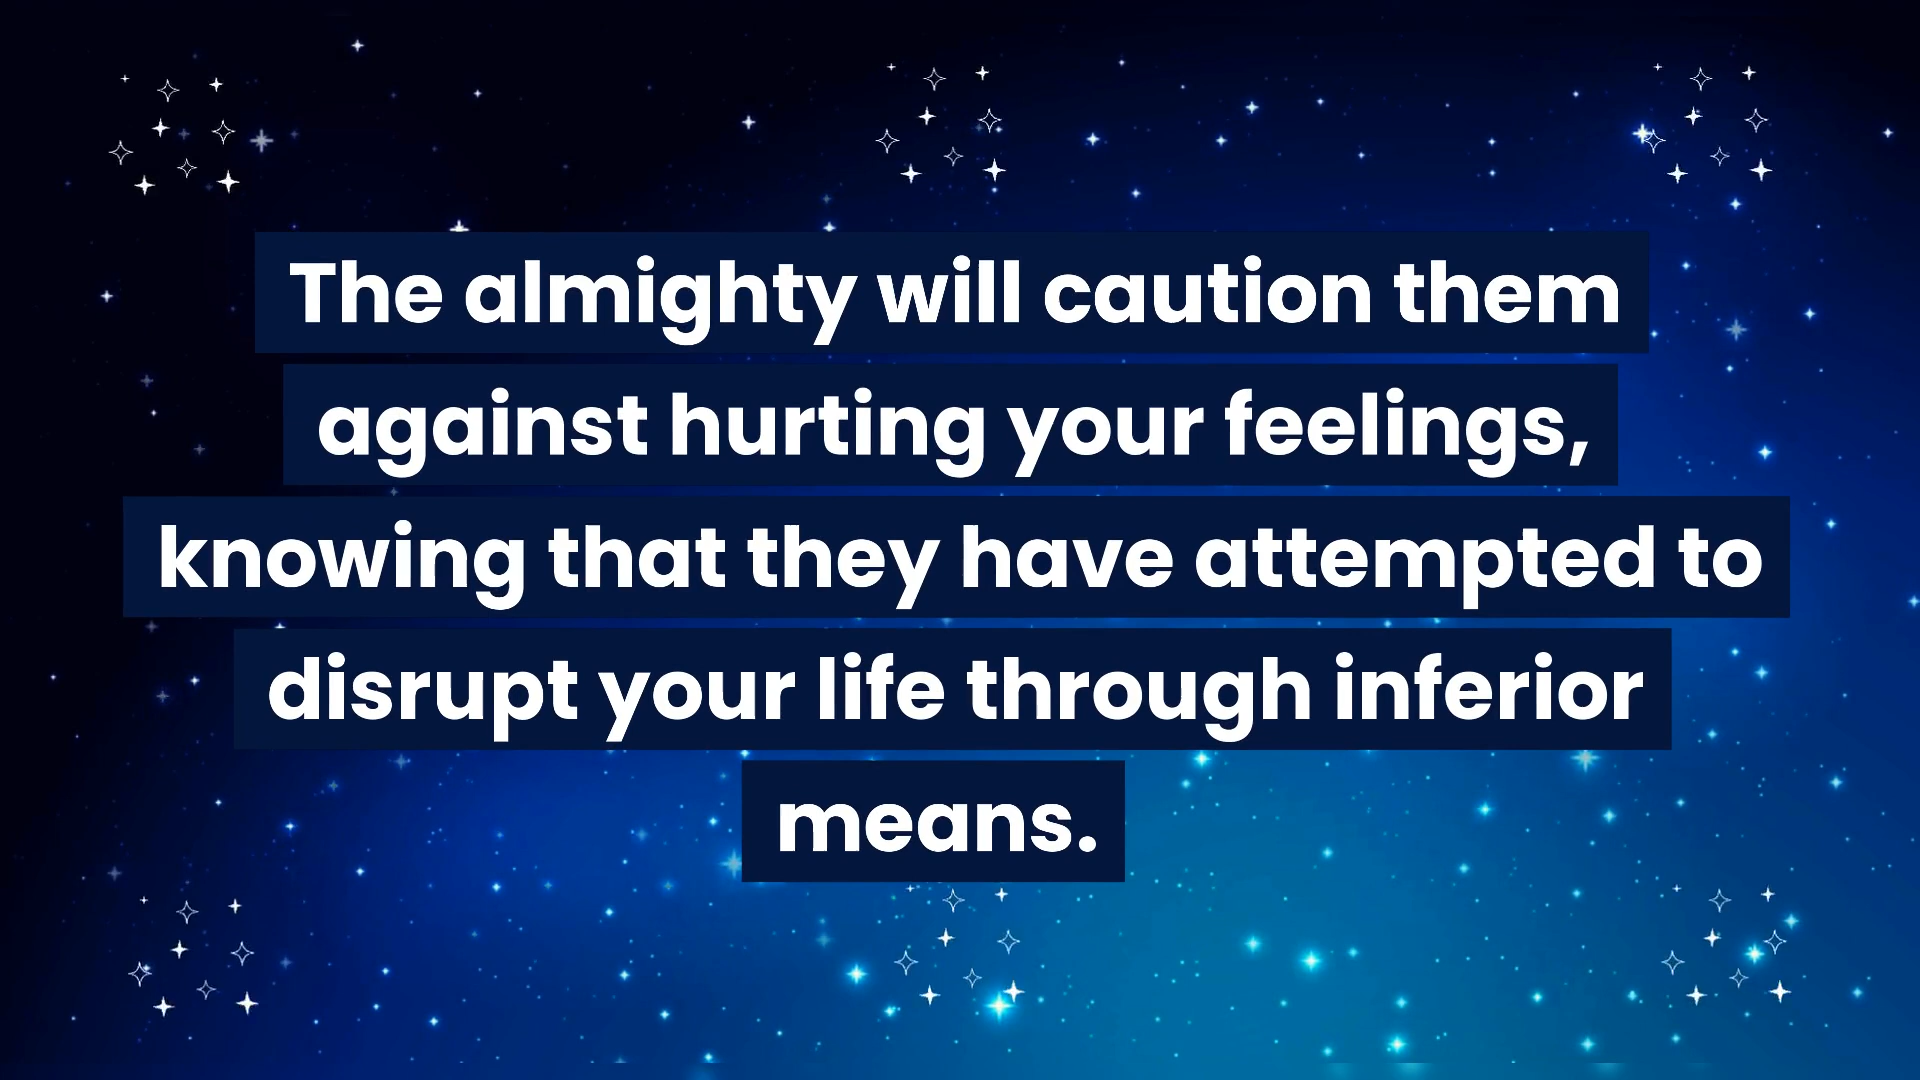 The almighty will caution them
against hurting your feelings,
knowing that they have attempted to
disrupt your life through inferior
means.